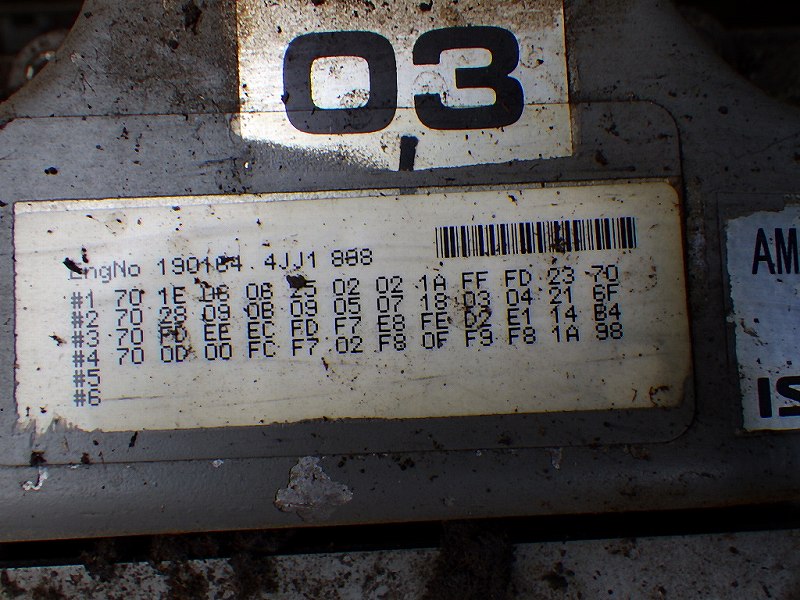 03
EngNo 190164 4JJ1 808
#1 70 1E 06 06 25 02 02 1A FF FD 23 70
#2 70 28 09 0B 09 05 07 18 03 04 21 6F
#3 70 FD EE EC FD F7 E8 FE D2 E1 14 B4
#4 70 0D 00 FC F7 02 F8 0F F9 F8 1A 98
#5
#6
AM